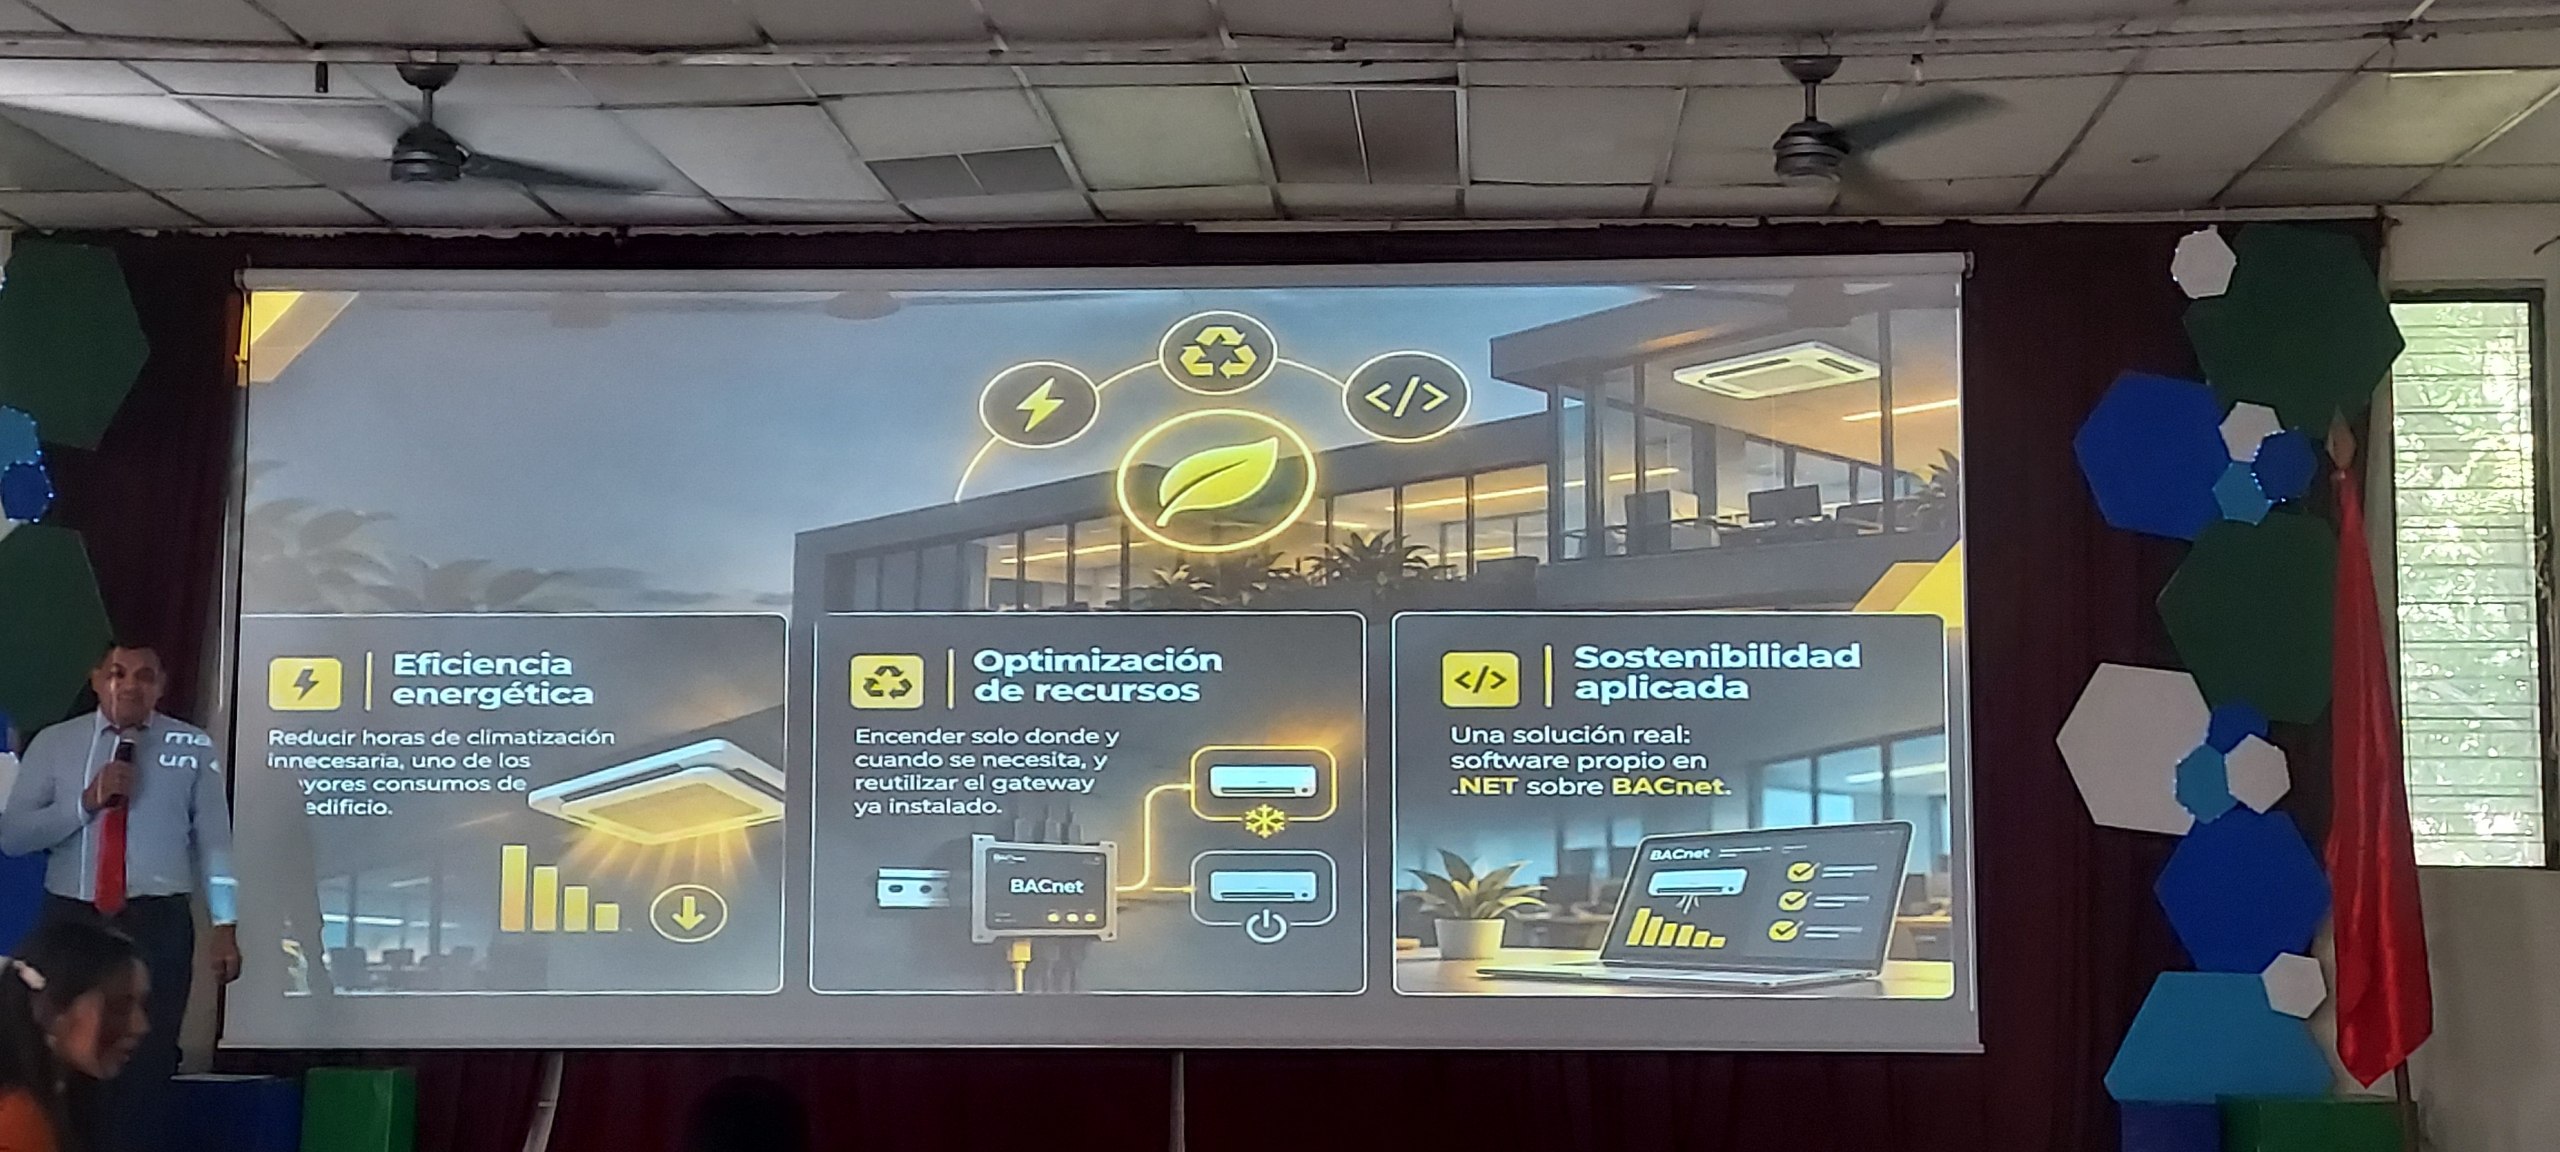 Eficiencia
energética
Reducir horas de climatización
innecesaria, uno de los
mayores consumos de
un edificio.
Optimización
de recursos
Encender solo donde y
cuando se necesita, y
reutilizar el gateway
ya instalado.
BACnet
Sostenibilidad
aplicada
Una solución real:
software propio en
.NET sobre BACnet.
BACnet